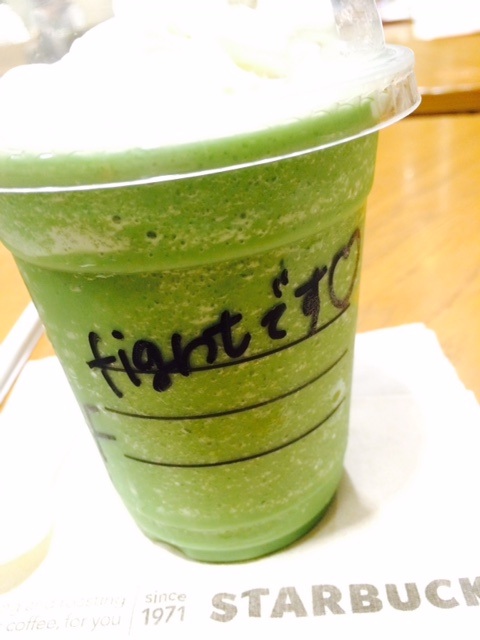 fightです♡
since
1971
STARBUCK
coffee, for you